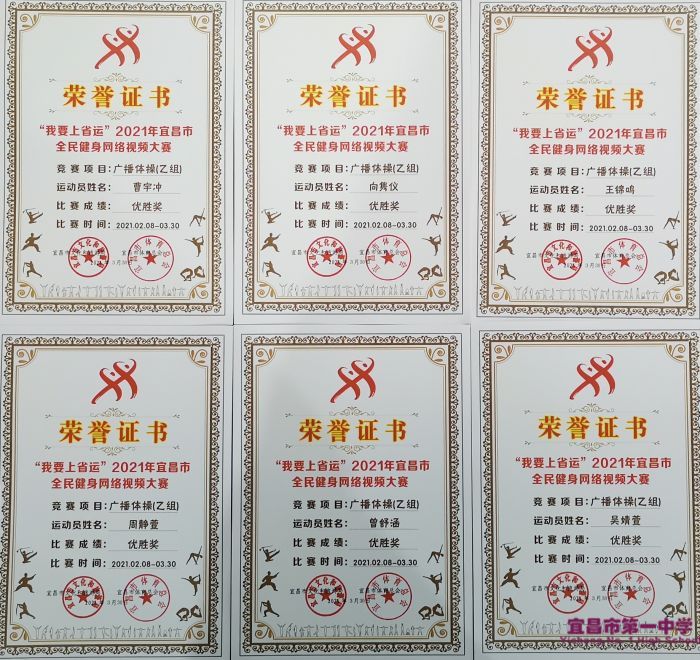 荣誉证书
“我要上省运”2021年宜昌市
全民健身网络视频大赛
竞赛项目:广播体操(乙组)
运动员姓名: 曹宇冲
比赛成绩: 优胜奖
比赛时间: 2021.02.08-03.30
荣誉证书
“我要上省运”2021年宜昌市
全民健身网络视频大赛
竞赛项目:广播体操(乙组)
运动员姓名: 向隽仪
比赛成绩: 优胜奖
比赛时间: 2021.02.08-03.30
荣誉证书
“我要上省运”2021年宜昌市
全民健身网络视频大赛
竞赛项目:广播体操(乙组)
运动员姓名: 王锦鸣
比赛成绩: 优胜奖
比赛时间: 2021.02.08-03.30
荣誉证书
“我要上省运”2021年宜昌市
全民健身网络视频大赛
竞赛项目:广播体操(乙组)
运动员姓名: 周静萱
比赛成绩: 优胜奖
比赛时间: 2021.02.08-03.30
荣誉证书
“我要上省运”2021年宜昌市
全民健身网络视频大赛
竞赛项目:广播体操(乙组)
运动员姓名: 曾舒涵
比赛成绩: 优胜奖
比赛时间: 2021.02.08-03.30
荣誉证书
“我要上省运”2021年宜昌市
全民健身网络视频大赛
竞赛项目:广播体操(乙组)
运动员姓名: 吴婧萱
比赛成绩: 优胜奖
比赛时间: 2021.02.08-03.30
宜昌市第一中学